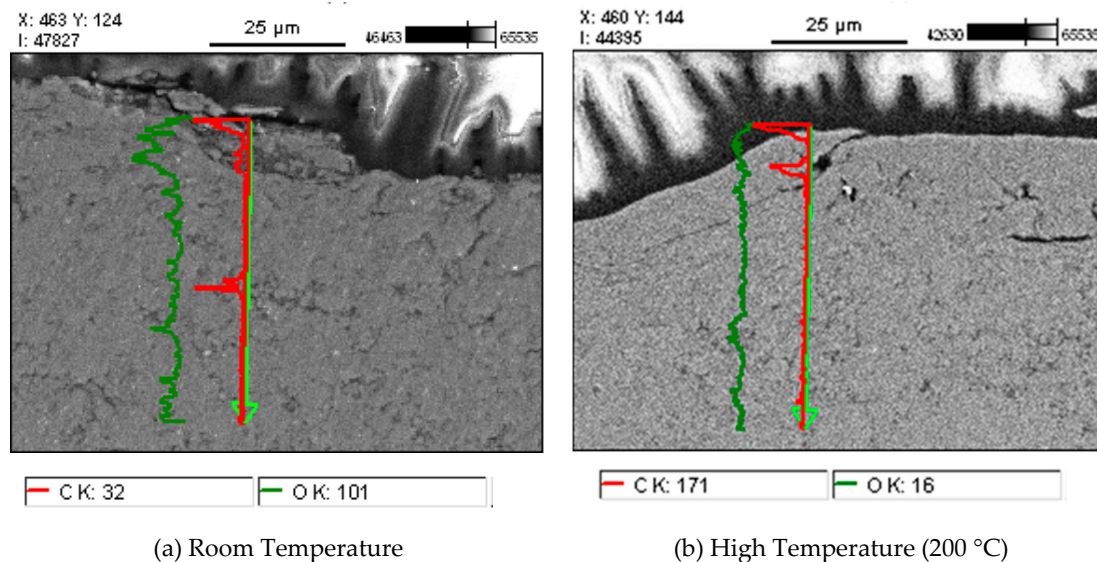 X: 463 Y: 124
I: 47827
25 µm
46463
65535
X: 460 Y: 144
I: 44395
25 µm
42630
65535
C K: 32
O K: 101
C K: 171
O K: 16
(a) Room Temperature
(b) High Temperature (200 °C)